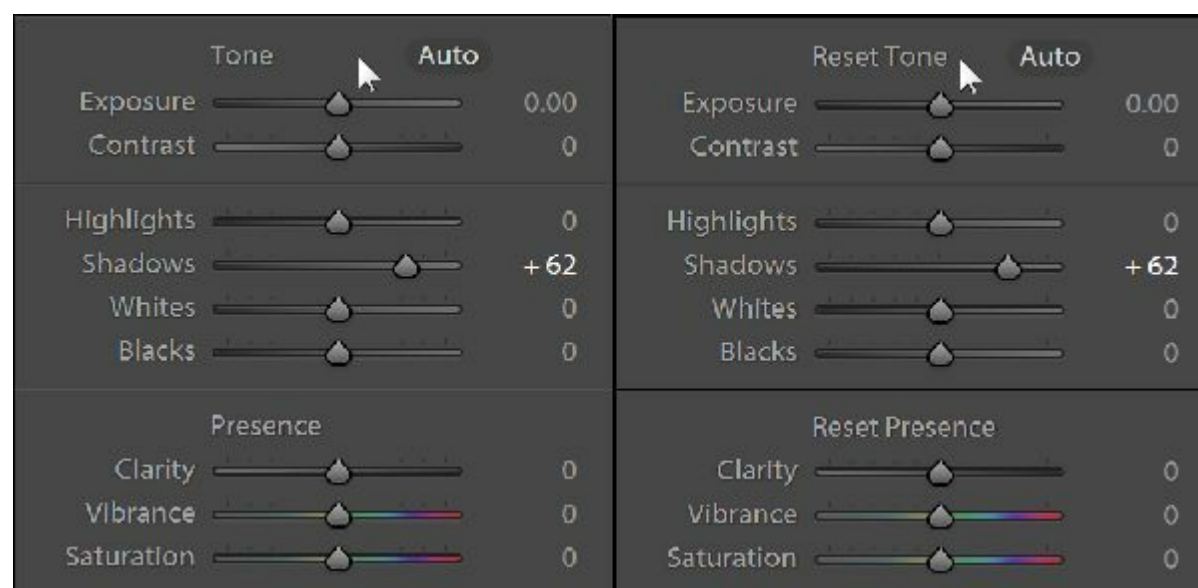 Tone Auto
Exposure 0.00
Contrast 0
Highlights 0
Shadows + 62
Whites 0
Blacks 0
Presence
Clarity 0
Vibrance 0
Saturation 0
Reset Tone Auto
Exposure 0.00
Contrast 0
Highlights 0
Shadows + 62
Whites 0
Blacks 0
Reset Presence
Clarity 0
Vibrance 0
Saturation 0